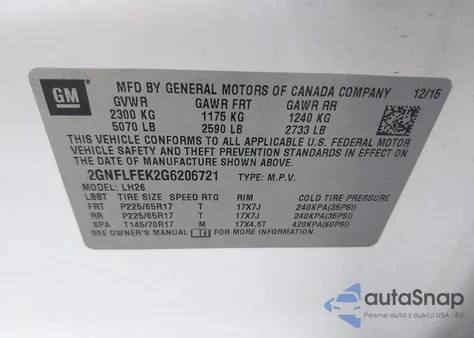 GM
MFD BY GENERAL MOTORS OF CANADA COMPANY 12/15
GVWR GAWR FRT GAWR RR
2300 KG 1175 KG 1240 KG
5070 LB 2590 LB 2733 LB
THIS VEHICLE CONFORMS TO ALL APPLICABLE U.S. FEDERAL MOTOR
VEHICLE SAFETY AND THEFT PREVENTION STANDARDS IN EFFECT ON THE
DATE OF MANUFACTURE SHOWN ABOVE.
2GNFLFEK2G6206721 TYPE: M.P.V.
MODEL: LH26
LBBT TIRE SIZE SPEED RTG RIM COLD TIRE PRESSURE
FRT P225/65R17 T 17X7J 240KPA(35PSI)
RR P225/65R17 T 17X7J 240KPA(35PSI)
SPA T145/70R17 M 17X4.5T 420KPA(60PSI)
SEE OWNER'S MANUAL FOR MORE INFORMATION.
autoSnap
Pewne auta z aukcji USA i EU